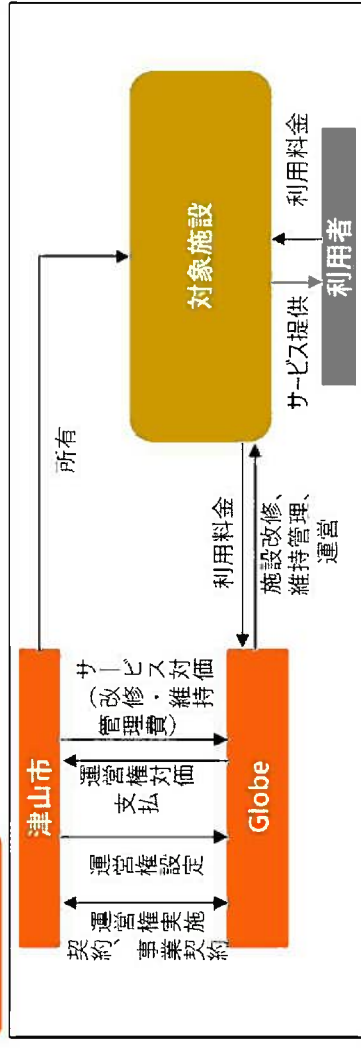 津山市
所有
対象施設
利用料金
サービス提供
利用者
利用料金
施設改修、
維持管理、
運営
サービス対価
(改修・維持
管理費)
運営権対価
支払
運営権設定
運営権実施
契約、事業契約
Globe